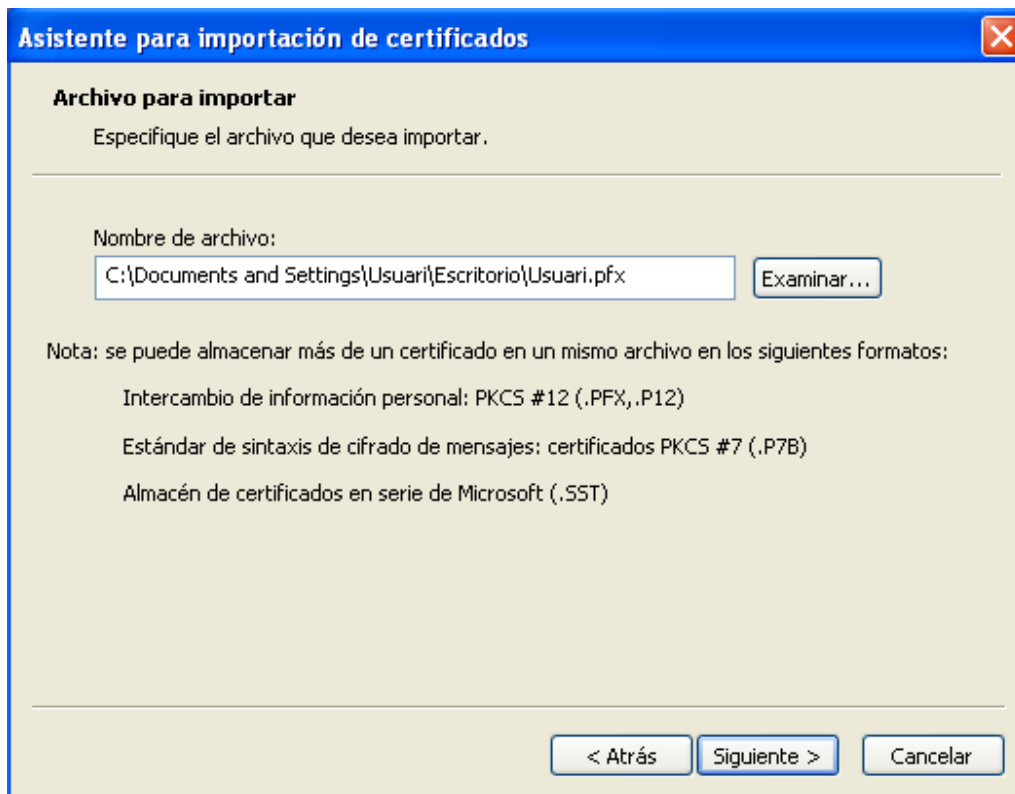 Asistente para importación de certificados
Archivo para importar
Especifique el archivo que desea importar.
Nombre de archivo:
C:\Documents and Settings\Usuari\Escritorio\Usuari.pfx
Examinar...
Nota: se puede almacenar más de un certificado en un mismo archivo en los siguientes formatos:
Intercambio de información personal: PKCS #12 (.PFX,.P12)
Estándar de sintaxis de cifrado de mensajes: certificados PKCS #7 (.P7B)
Almacén de certificados en serie de Microsoft (.SST)
< Atrás
Siguiente >
Cancelar